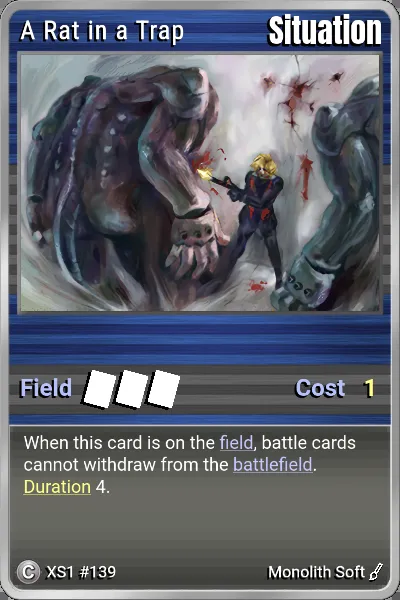 A Rat in a Trap
Situation
Field
Cost 1
When this card is on the field, battle cards
cannot withdraw from the battlefield.
Duration 4.
C XS1 #139
Monolith Soft